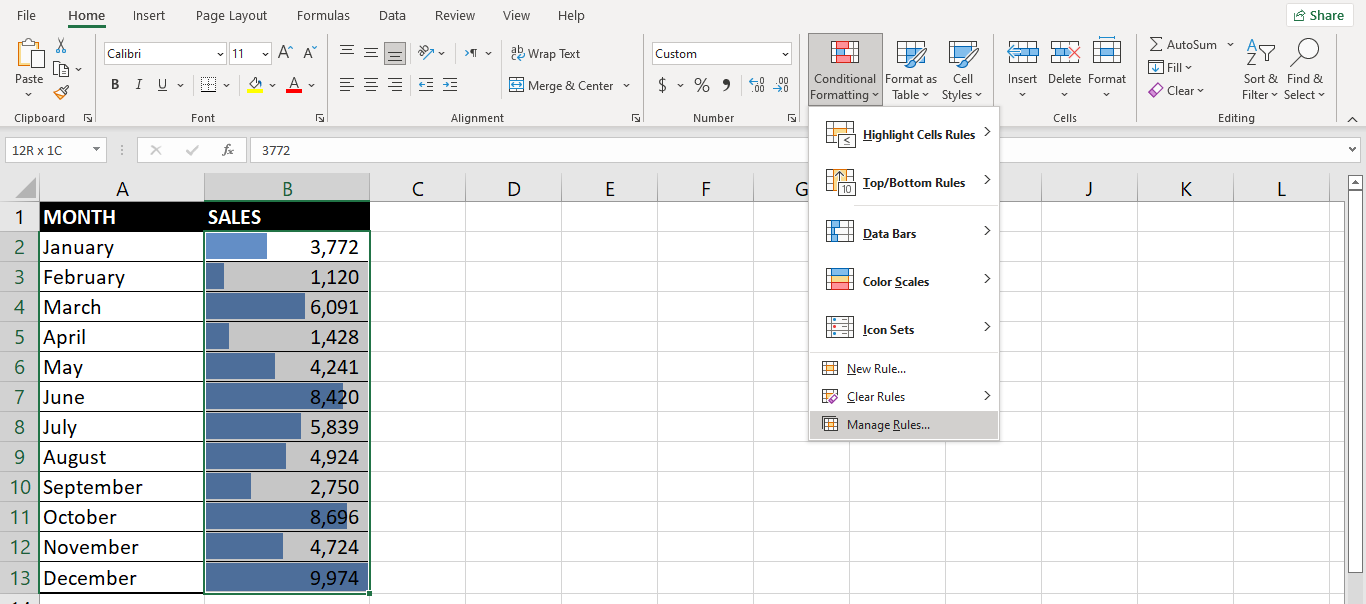 File Home Insert Page Layout Formulas Data Review View Help Share
Calibri 11 ab Wrap Text Custom AutoSum
Paste Conditional Format as Cell Insert Delete Format Fill Sort & Find &
B I U A Merge & Center $ % Formatting Table Styles Clear Filter Select
Clipboard Font Alignment Number Cells Editing
12R x 1C fx 3772
Highlight Cells Rules
Top/Bottom Rules
Data Bars
Color Scales
Icon Sets
New Rule...
Clear Rules
Manage Rules...
A B C D E F G J K L
1 MONTH SALES
2 January 3,772
3 February 1,120
4 March 6,091
5 April 1,428
6 May 4,241
7 June 8,420
8 July 5,839
9 August 4,924
10 September 2,750
11 October 8,696
12 November 4,724
13 December 9,974